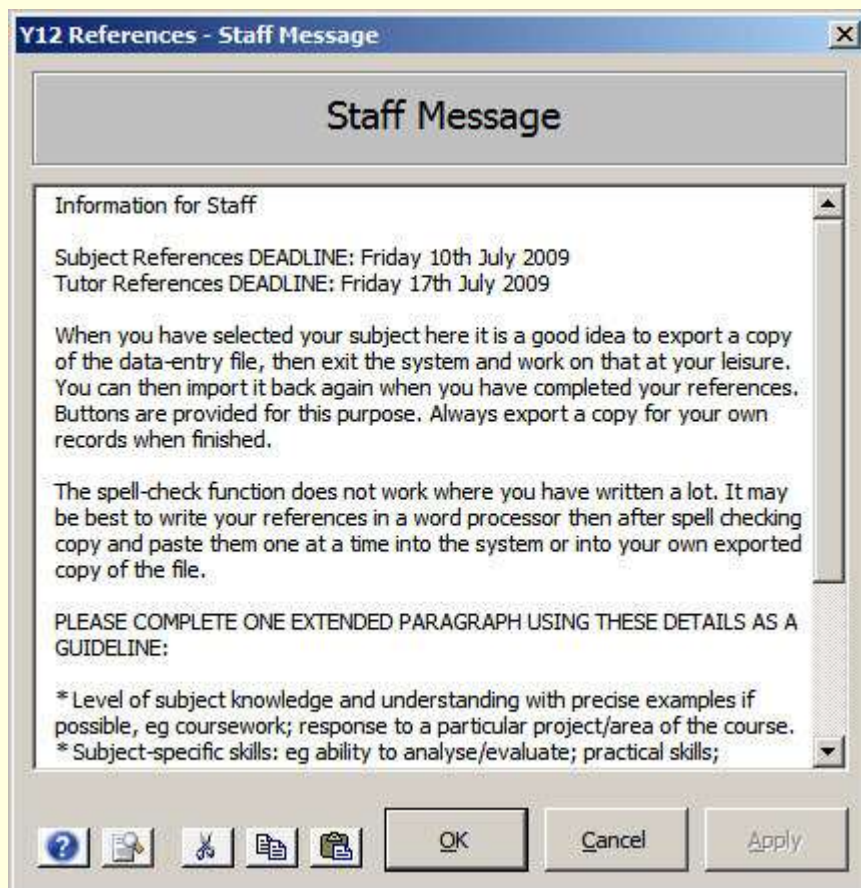 Y12 References - Staff Message
Staff Message
Information for Staff
Subject References DEADLINE: Friday 10th July 2009
Tutor References DEADLINE: Friday 17th July 2009
When you have selected your subject here it is a good idea to export a copy
of the data-entry file, then exit the system and work on that at your leisure.
You can then import it back again when you have completed your references.
Buttons are provided for this purpose. Always export a copy for your own
records when finished.
The spell-check function does not work where you have written a lot. It may
be best to write your references in a word processor then after spell checking
copy and paste them one at a time into the system or into your own exported
copy of the file.
PLEASE COMPLETE ONE EXTENDED PARAGRAPH USING THESE DETAILS AS A
GUIDELINE:
* Level of subject knowledge and understanding with precise examples if
possible, eg coursework; response to a particular project/area of the course.
* Subject-specific skills: eg ability to analyse/evaluate; practical skills;
OK Cancel Apply